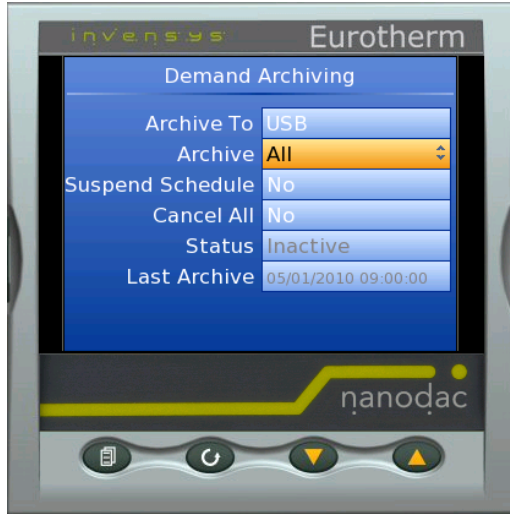 invensys Eurotherm
Demand Archiving
Archive To USB
Archive All
Suspend Schedule No
Cancel All No
Status Inactive
Last Archive 05/01/2010 09:00:00
nanodac